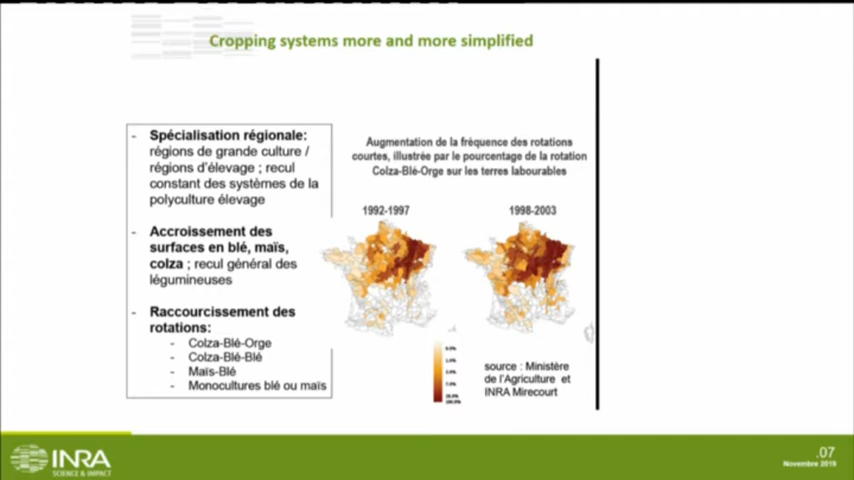 Cropping systems more and more simplified
- Spécialisation régionale:
régions de grande culture /
régions d'élevage ; recul
constant des systèmes de la
polyculture élevage
- Accroissement des
surfaces en blé, maïs,
colza ; recul général des
légumineuses
- Raccourcissement des
rotations:
- Colza-Blé-Orge
- Colza-Blé-Blé
- Maïs-Blé
- Monocultures blé ou maïs
Augmentation de la fréquence des rotations
courtes, illustrée par le pourcentage de la rotation
Colza-Blé-Orge sur les terres labourables
1992-1997
1998-2003
source : Ministère
de l'Agriculture et
INRA Mirecourt
INRA
SCIENCE & IMPACT
.07
Novembre 2019